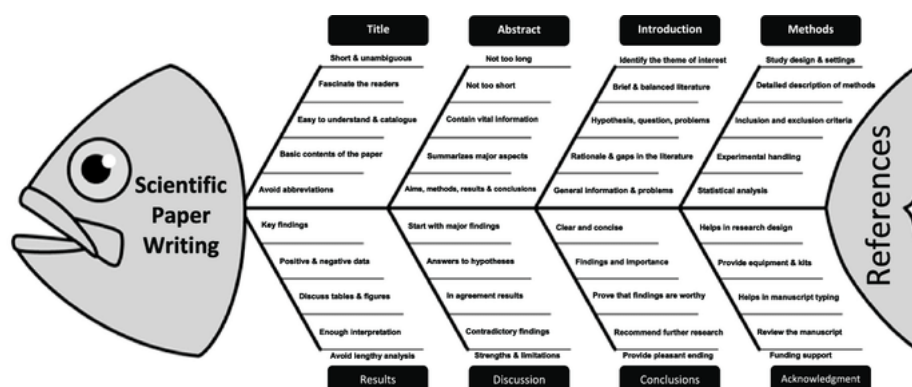 Title
Abstract
Introduction
Methods
Short & unambiguous
Fascinate the readers
Easy to understand & catalogue
Basic contents of the paper
Avoid abbreviations
Not too long
Not too short
Contain vital information
Summarizes major aspects
Aims, methods, results & conclusions
Identify the theme of interest
Brief & balanced literature
Hypothesis, question, problems
Rationale & gaps in the literature
General information & problems
Study design & settings
Detailed description of methods
Inclusion and exclusion criteria
Experimental handling
Statistical analysis
Scientific
Paper
Writing
References
Key findings
Positive & negative data
Discuss tables & figures
Enough interpretation
Avoid lengthy analysis
Start with major findings
Answers to hypotheses
In agreement results
Contradictory findings
Strengths & limitations
Clear and concise
Findings and importance
Prove that findings are worthy
Recommend further research
Provide pleasant ending
Helps in research design
Provide equipment & kits
Helps in manuscript typing
Review the manuscript
Funding support
Results
Discussion
Conclusions
Acknowledgment